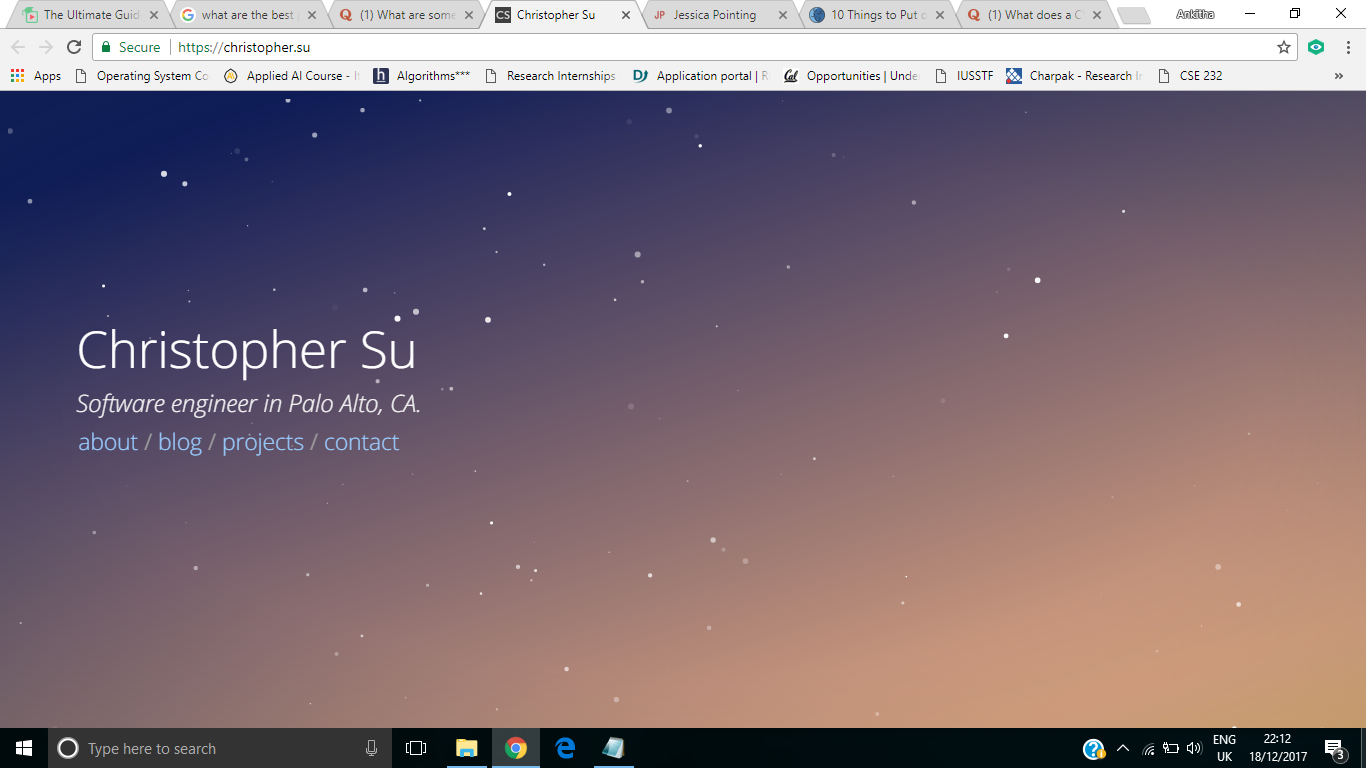 The Ultimate Guid
what are the best
(1) What are some
CS Christopher Su
JP Jessica Pointing
10 Things to Put o
(1) What does a C
Ankitha
Secure https://christopher.su
Apps
Operating System Co
Applied AI Course - I
h Algorithms***
Research Internships
Application portal |
Cal Opportunities | Unde
IUSSTF
Charpak - Research I
CSE 232
»
Christopher Su
Software engineer in Palo Alto, CA.
about / blog / projects / contact
Type here to search
ENG
UK
22:12
18/12/2017
3